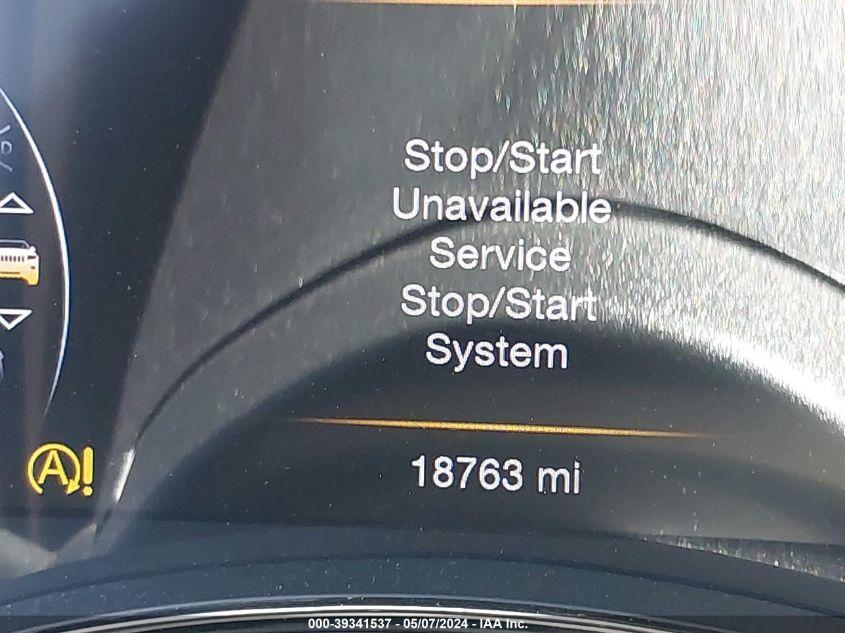 Stop/Start
Unavailable
Service
Stop/Start
System
A!
18763 mi
000-39341537 - 05/07/2024 - IAA Inc.